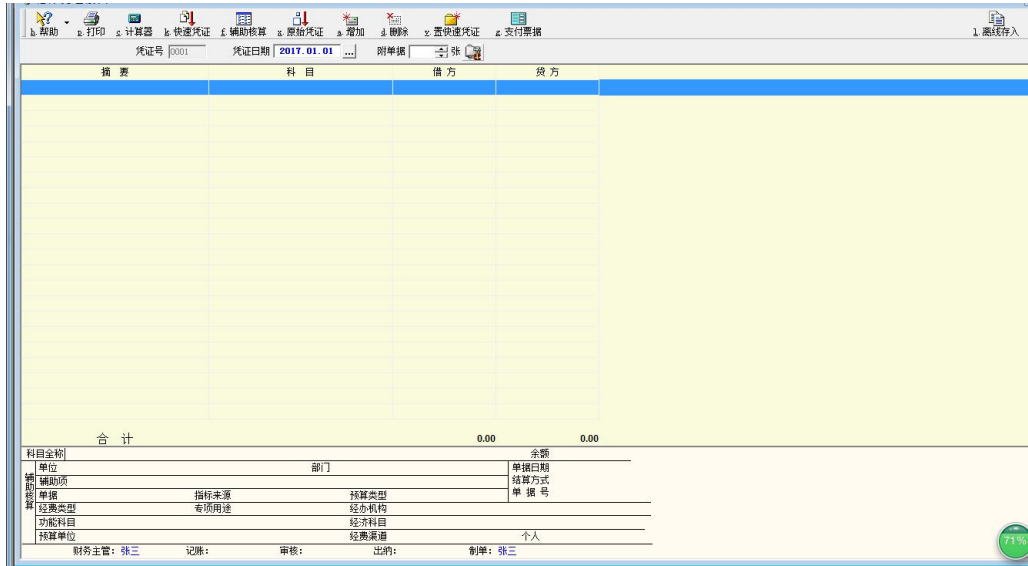 h.帮助 p.打印 c.计算器 k.快速凭证 f.辅助核算 x.原始凭证 a.增加 d.删除 z.置快速凭证 g.支付票据 l.离线存入
凭证号 0001 凭证日期 2017.01.01 ... 附单据 张
摘 要 科 目 借 方 贷 方
合 计 0.00 0.00
科目全称 余额
辅助核算
单位 部门 单据日期
辅助项 结算方式
单据 指标来源 预算类型 单 据 号
经费类型 专项用途 经办机构
功能科目 经济科目
预算单位 经费渠道 个人
财务主管: 张三 记账: 审核: 出纳: 制单: 张三
71%